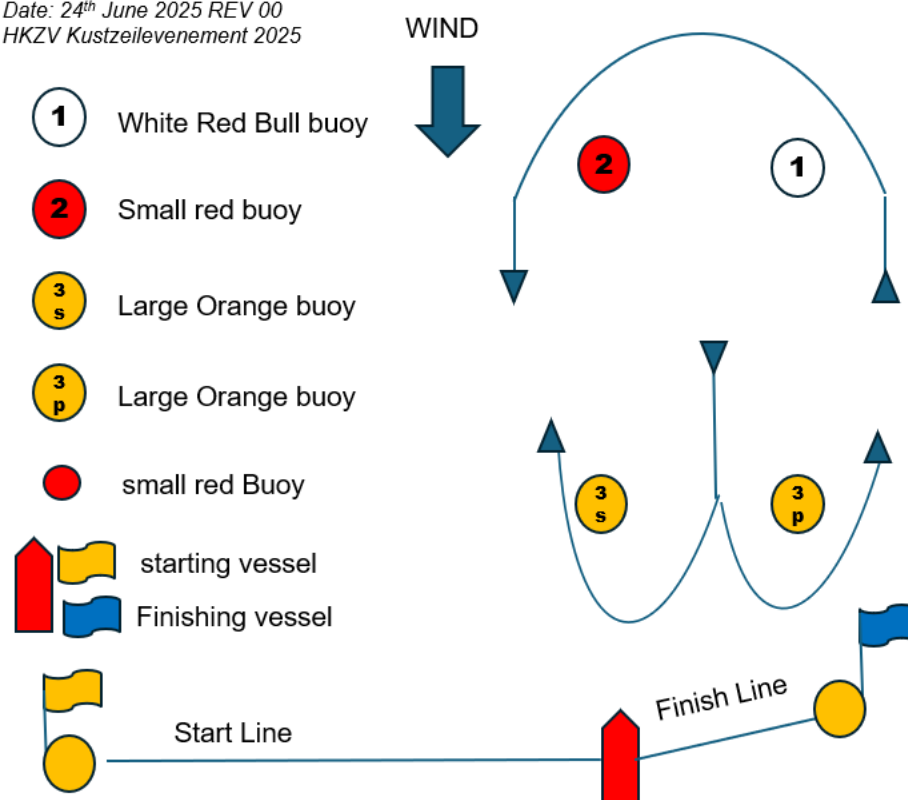 Date: 24th June 2025 REV 00
HKZV Kustzeilevenement 2025
WIND
1 White Red Bull buoy
2 Small red buoy
3
s
Large Orange buoy
3
p
Large Orange buoy
small red Buoy
starting vessel
Finishing vessel
2 1
3
s
3
p
Start Line
Finish Line